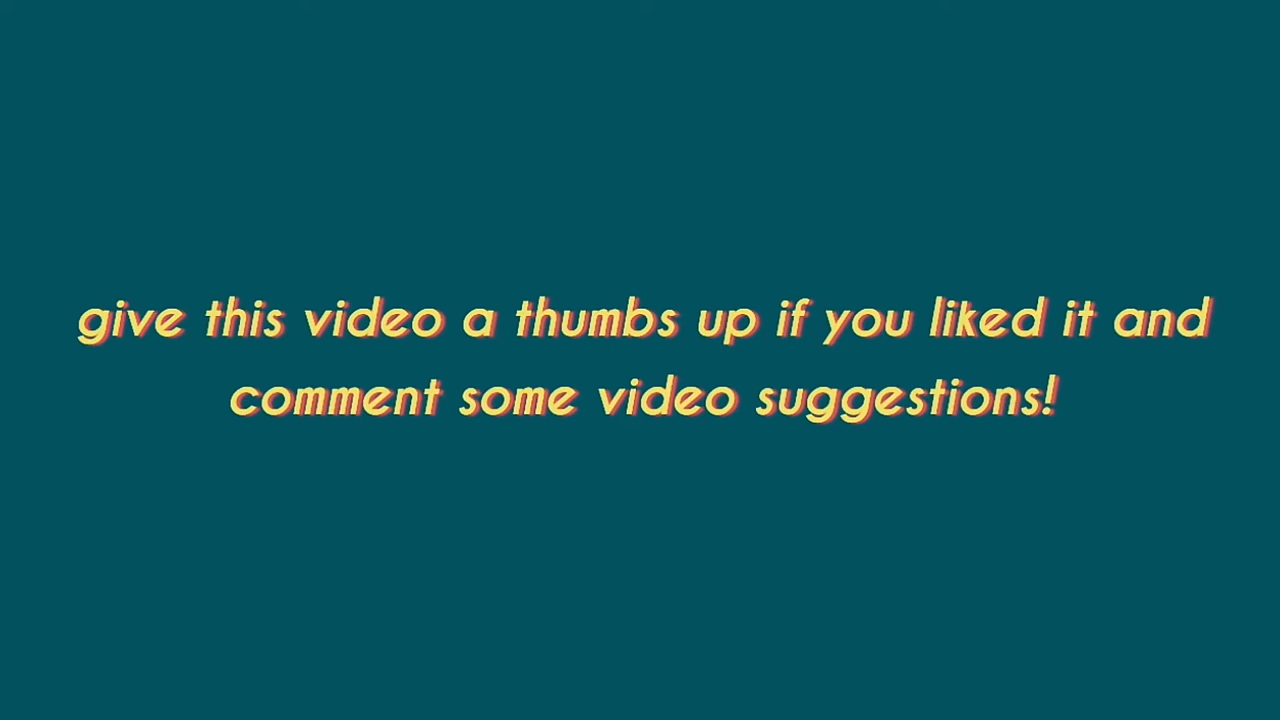 give this video a thumbs up if you liked it and
comment some video suggestions!